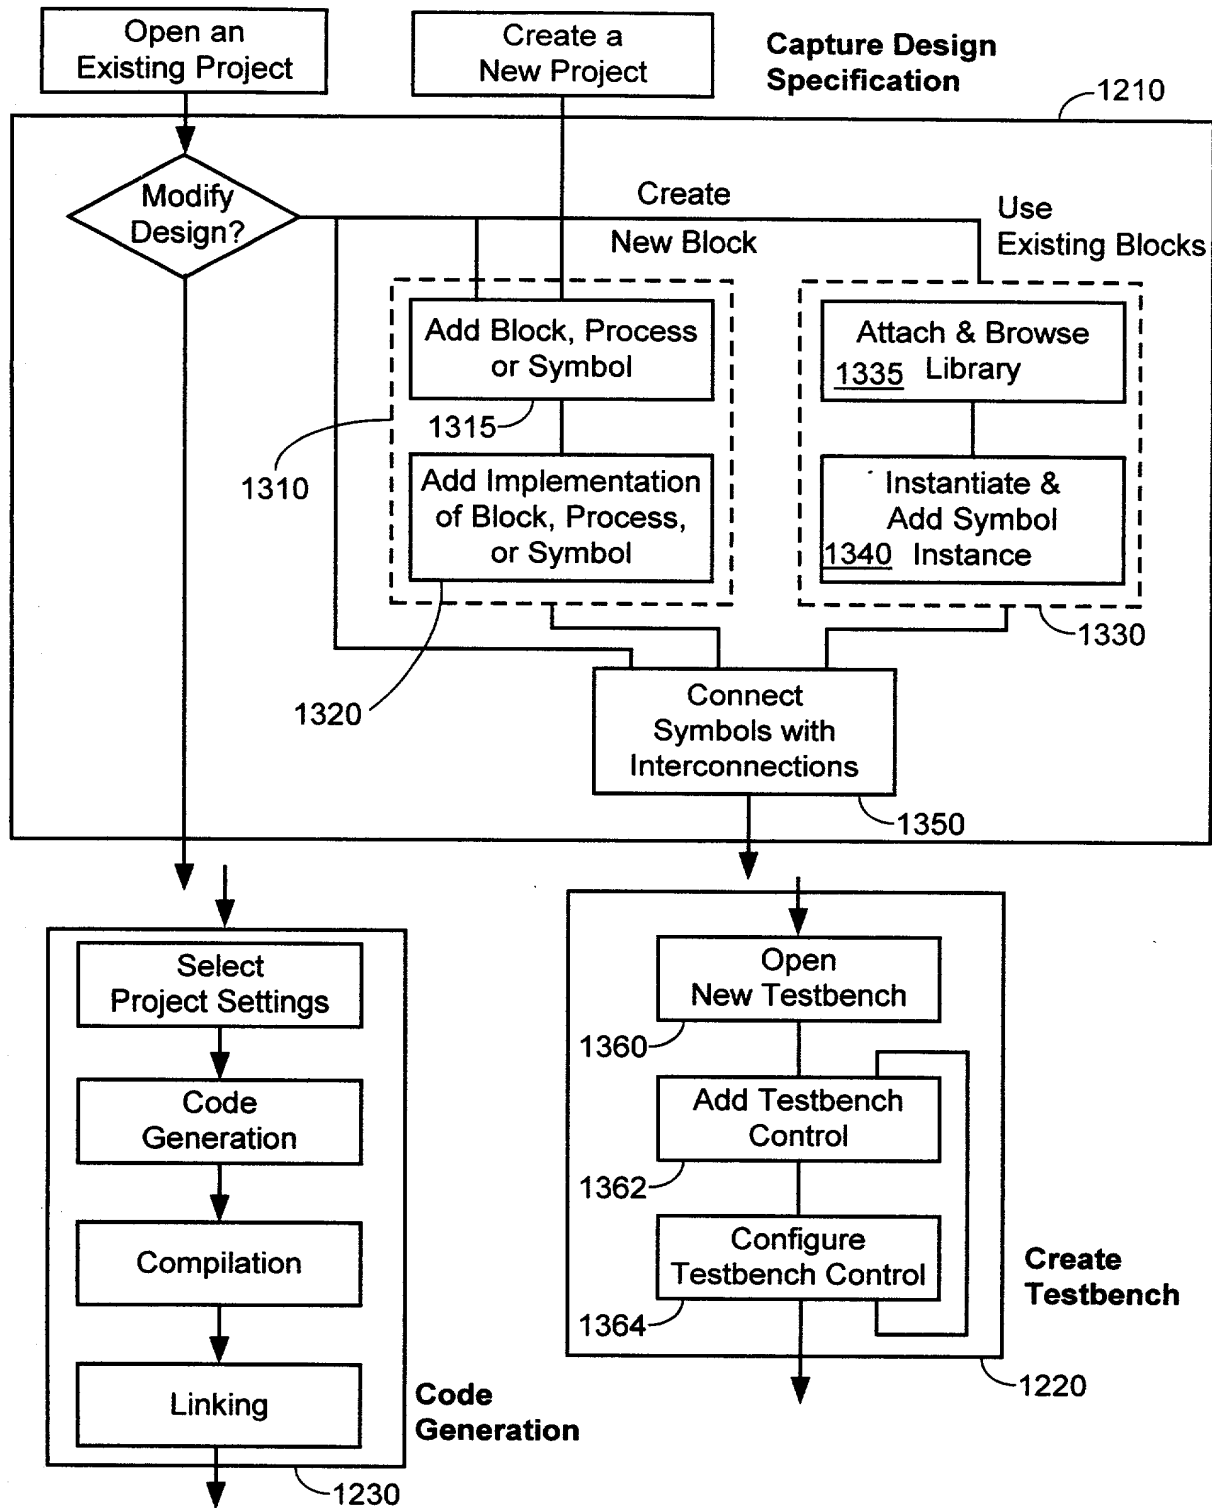 Open an
Existing Project
Create a
New Project
Capture Design
Specification
1210
Modify
Design?
Create
New Block
Use
Existing Blocks
Add Block, Process
or Symbol
1315
Attach & Browse
1335 Library
1310
Add Implementation
of Block, Process,
or Symbol
Instantiate &
Add Symbol
1340 Instance
1330
1320
Connect
Symbols with
Interconnections
1350
Select
Project Settings
Code
Generation
Compilation
Linking
Code
Generation
1230
Open
New Testbench
1360
Add Testbench
Control
1362
Configure
Testbench Control
1364
Create
Testbench
1220